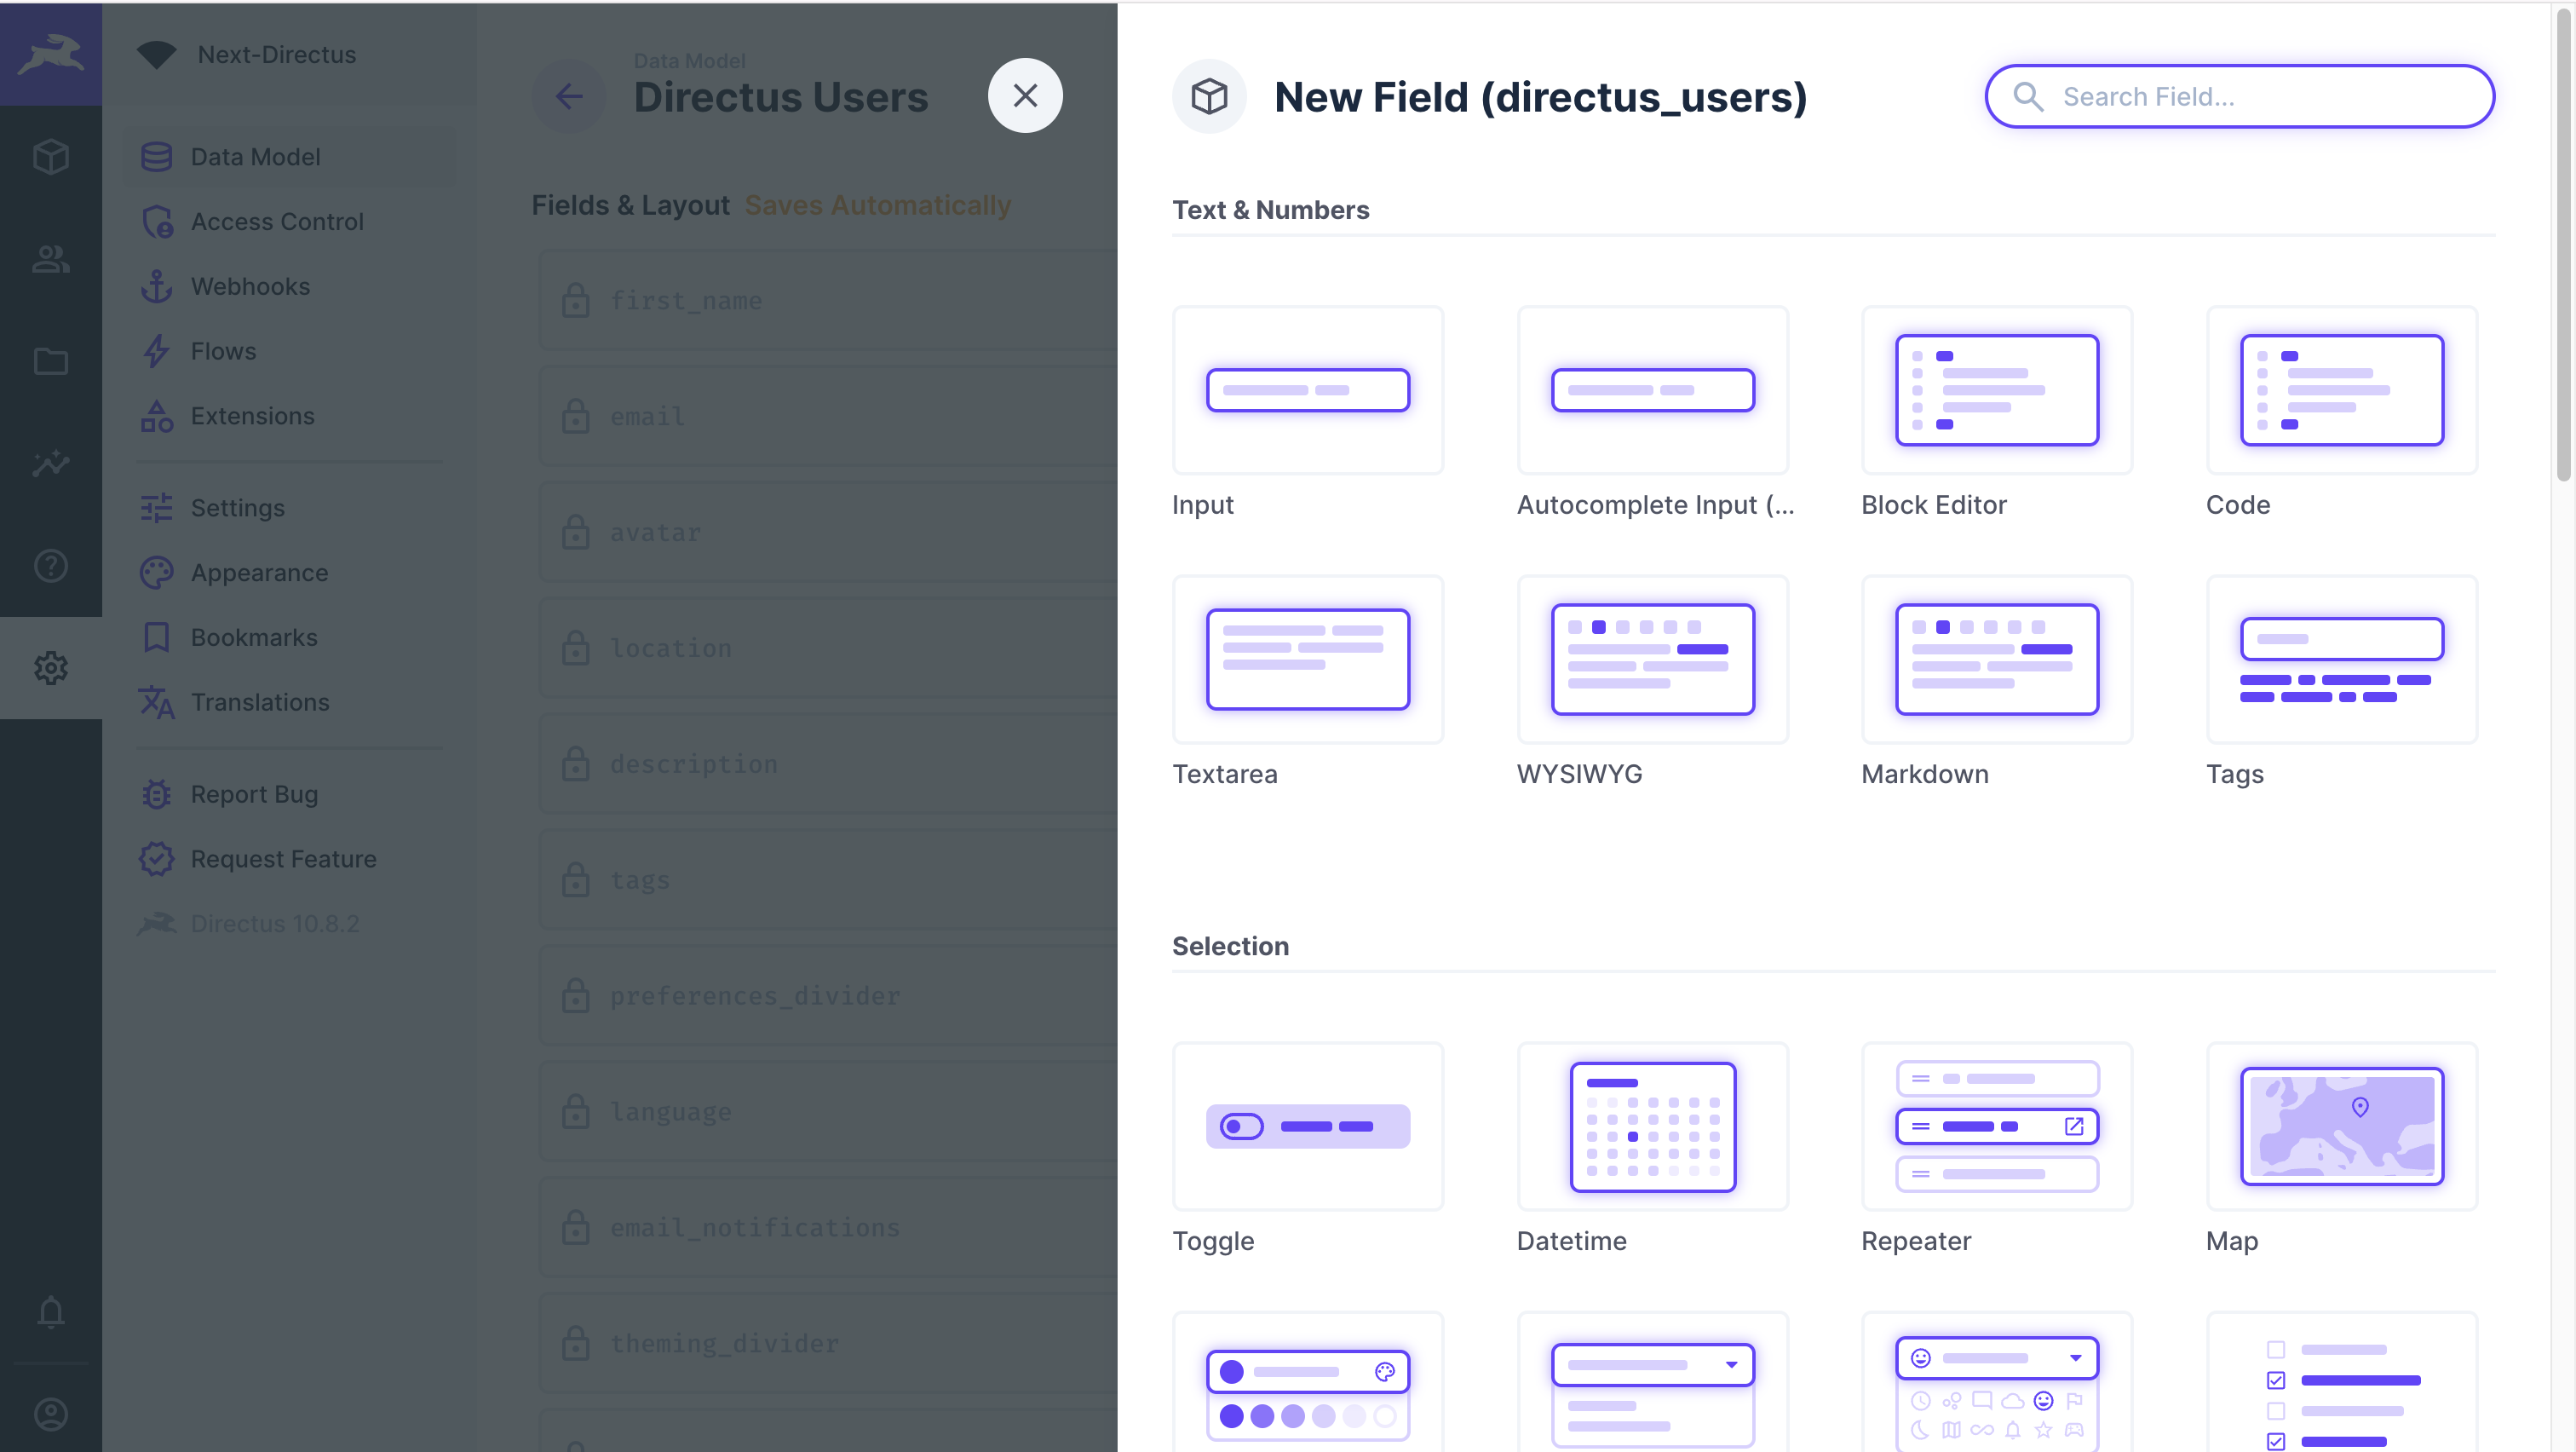 Next-Directus
Data Model
Access Control
Webhooks
Flows
Extensions
Settings
Appearance
Bookmarks
Translations
Report Bug
Request Feature
Directus 10.8.2
Data Model
Directus Users
Fields & Layout Saves Automatically
first_name
email
avatar
location
description
tags
preferences_divider
language
email_notifications
theming_divider
New Field (directus_users)
Search Field...
Text & Numbers
Input
Autocomplete Input (...
Block Editor
Code
Textarea
WYSIWYG
Markdown
Tags
Selection
Toggle
Datetime
Repeater
Map